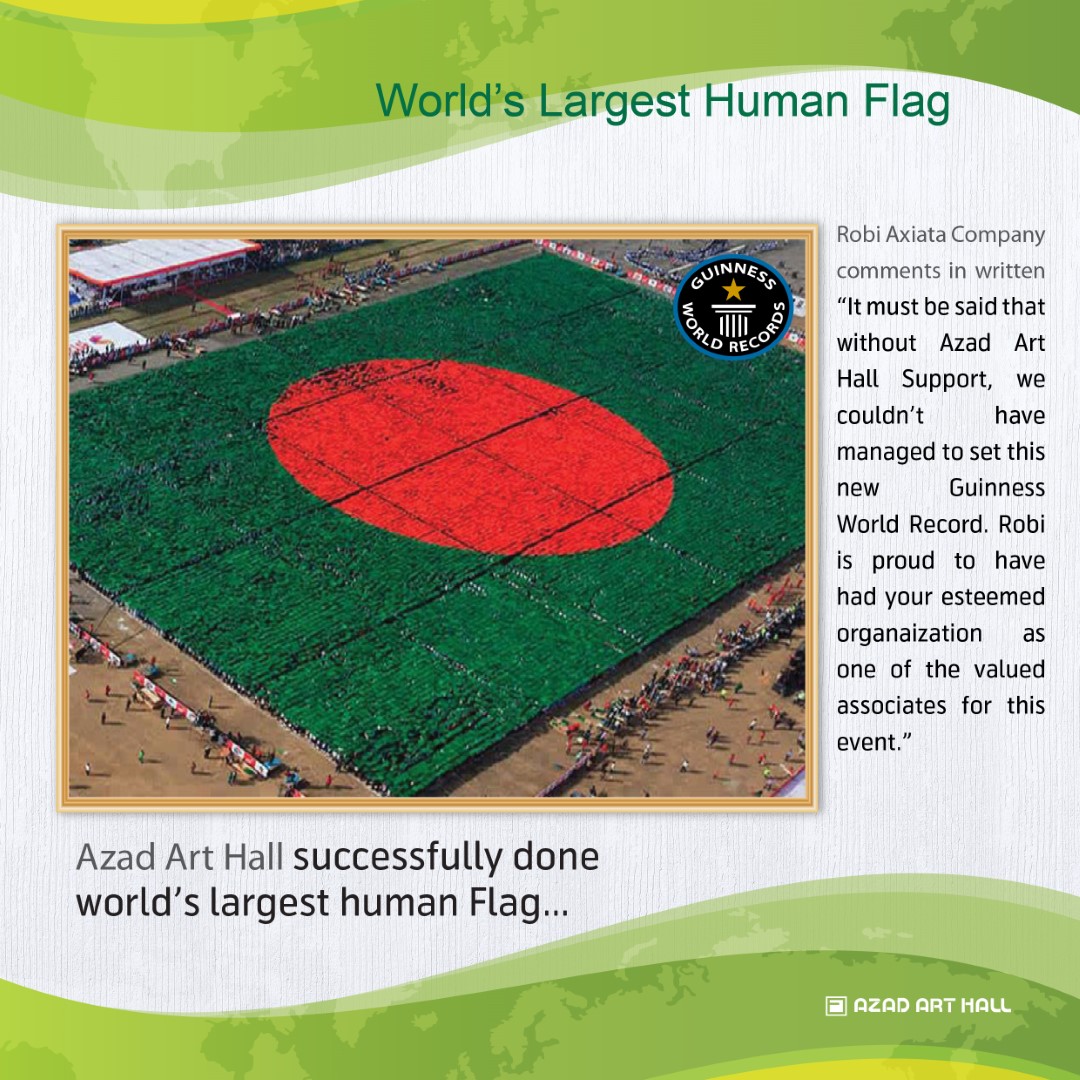 World's Largest Human Flag
GUINNESS
WORLD RECORDS
Robi Axiata Company
comments in written
“It must be said that
without Azad Art
Hall Support, we
couldn't have
managed to set this
new Guinness
World Record. Robi
is proud to have
had your esteemed
organaization as
one of the valued
associates for this
event.”
Azad Art Hall successfully done
world's largest human Flag...
AZAD ART HALL